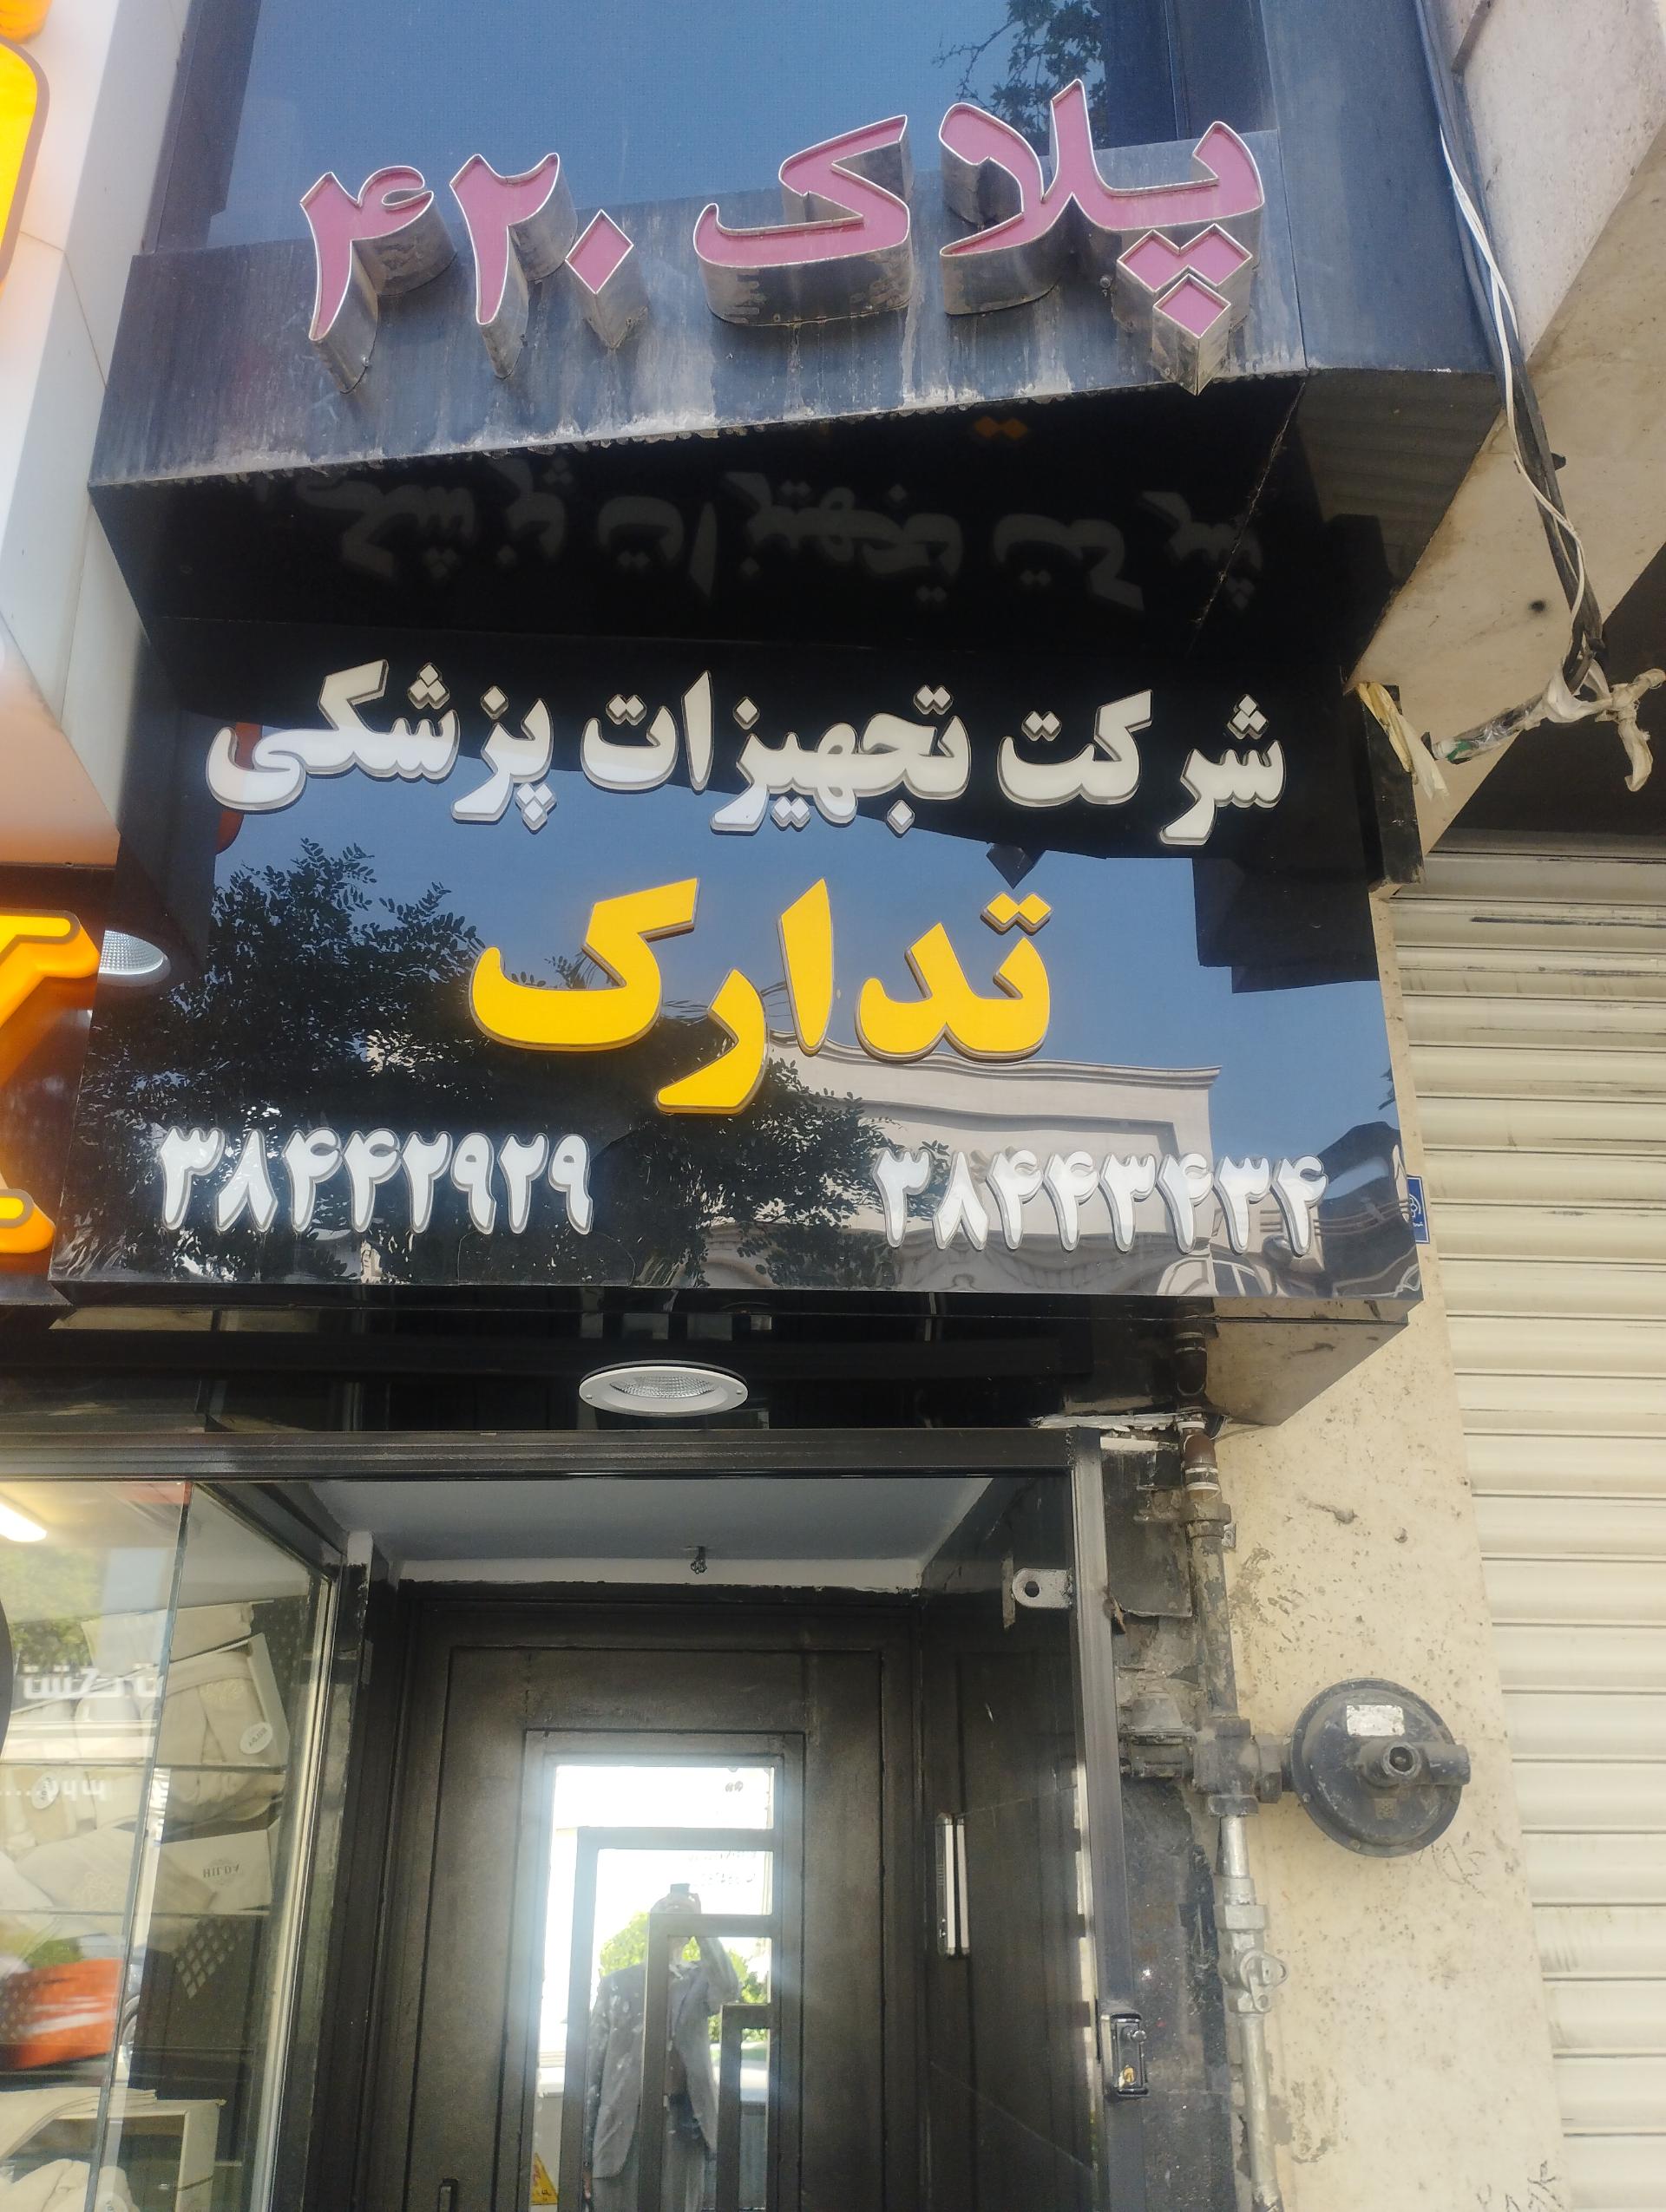 پلاک ۴۲۰
شرکت تجهیزات پزشکی
تدارک
۳۸۴۴۳۴۳۴ ۳۸۴۴۲۹۲۹